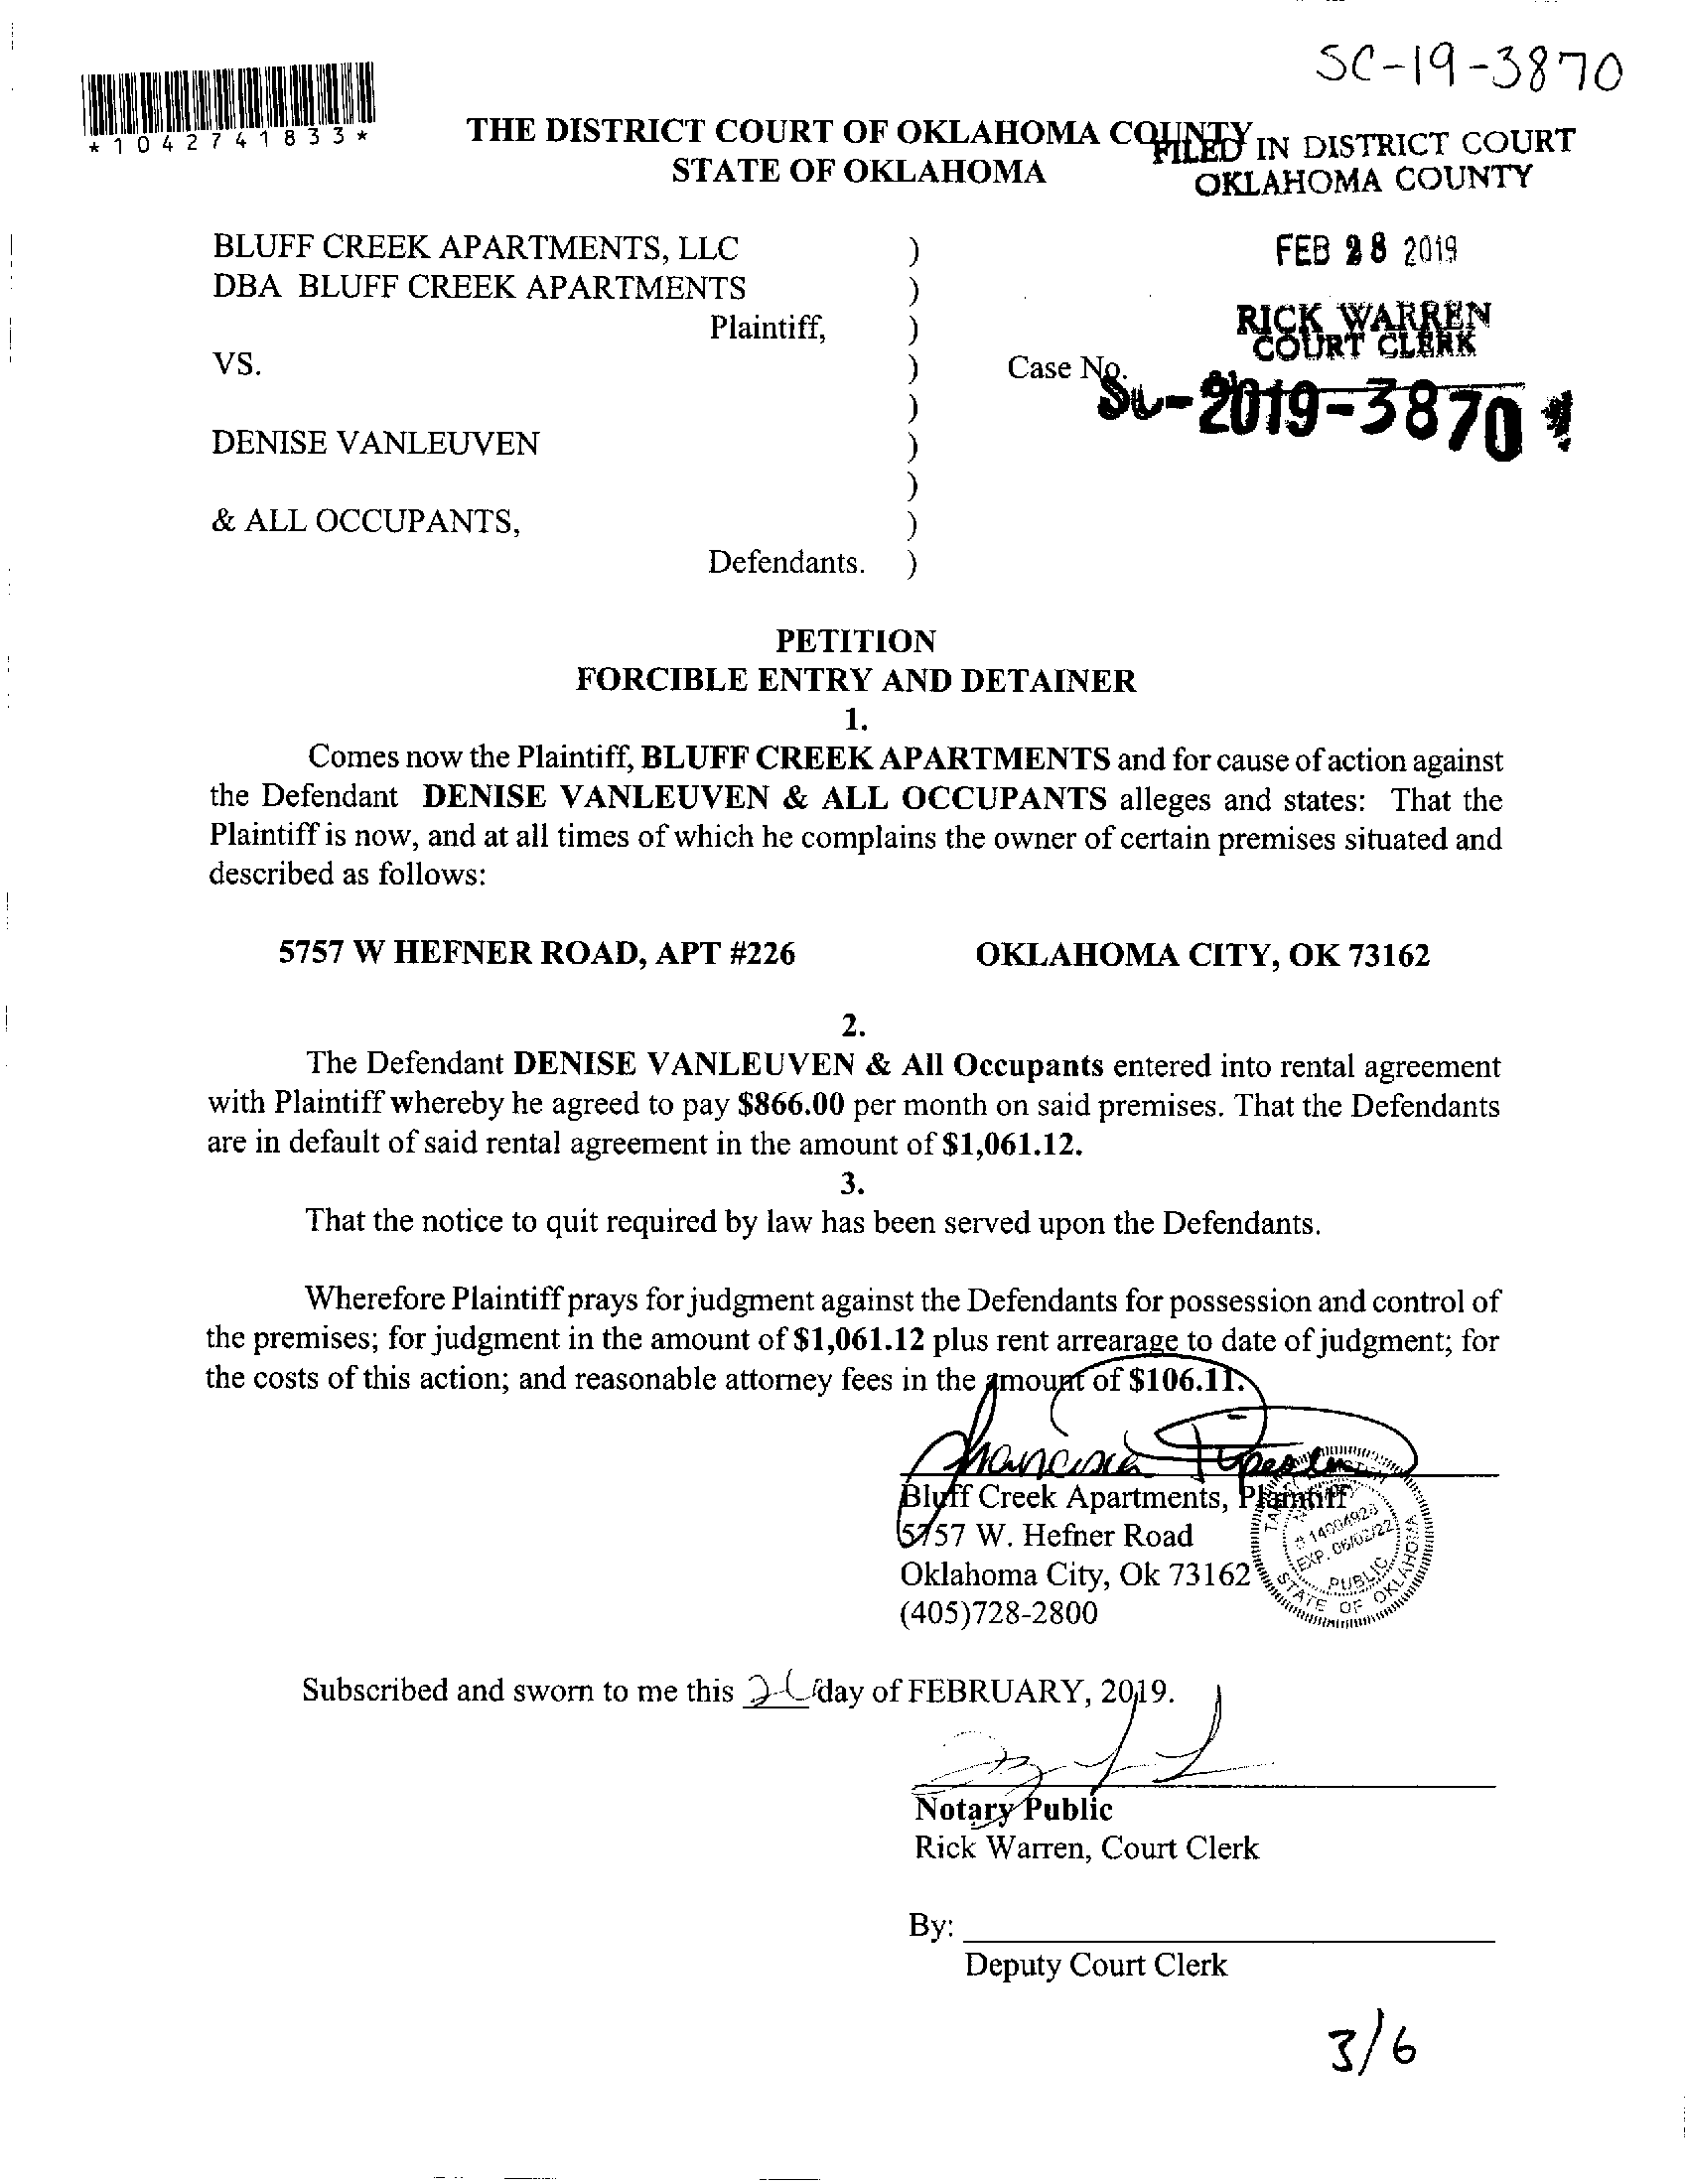 SC-19-3870
*1042741833*
THE DISTRICT COURT OF OKLAHOMA COUNTY
STATE OF OKLAHOMA
FILED IN DISTRICT COURT
OKLAHOMA COUNTY
FEB 28 2019
RICK WARREN
COURT CLERK
BLUFF CREEK APARTMENTS, LLC )
DBA BLUFF CREEK APARTMENTS )
Plaintiff, )
VS. ) Case No.
SC-2019-3870
)
DENISE VANLEUVEN )
)
& ALL OCCUPANTS, )
Defendants. )
PETITION
FORCIBLE ENTRY AND DETAINER
1.
Comes now the Plaintiff, BLUFF CREEK APARTMENTS and for cause of action against
the Defendant DENISE VANLEUVEN & ALL OCCUPANTS alleges and states: That the
Plaintiff is now, and at all times of which he complains the owner of certain premises situated and
described as follows:
5757 W HEFNER ROAD, APT #226 OKLAHOMA CITY, OK 73162
2.
The Defendant DENISE VANLEUVEN & All Occupants entered into rental agreement
with Plaintiff whereby he agreed to pay $866.00 per month on said premises. That the Defendants
are in default of said rental agreement in the amount of $1,061.12.
3.
That the notice to quit required by law has been served upon the Defendants.
Wherefore Plaintiff prays for judgment against the Defendants for possession and control of
the premises; for judgment in the amount of $1,061.12 plus rent arrearage to date of judgment; for
the costs of this action; and reasonable attorney fees in the amount of $106.11.
Bluff Creek Apartments, Plaintiff
5757 W. Hefner Road
Oklahoma City, Ok 73162
(405)728-2800
# 14004928
EXP. 06/02/22
PUBLIC
STATE OF OKLAHOMA
Subscribed and sworn to me this day of FEBRUARY, 2019.
Notary Public
Rick Warren, Court Clerk
By:
Deputy Court Clerk
3/6